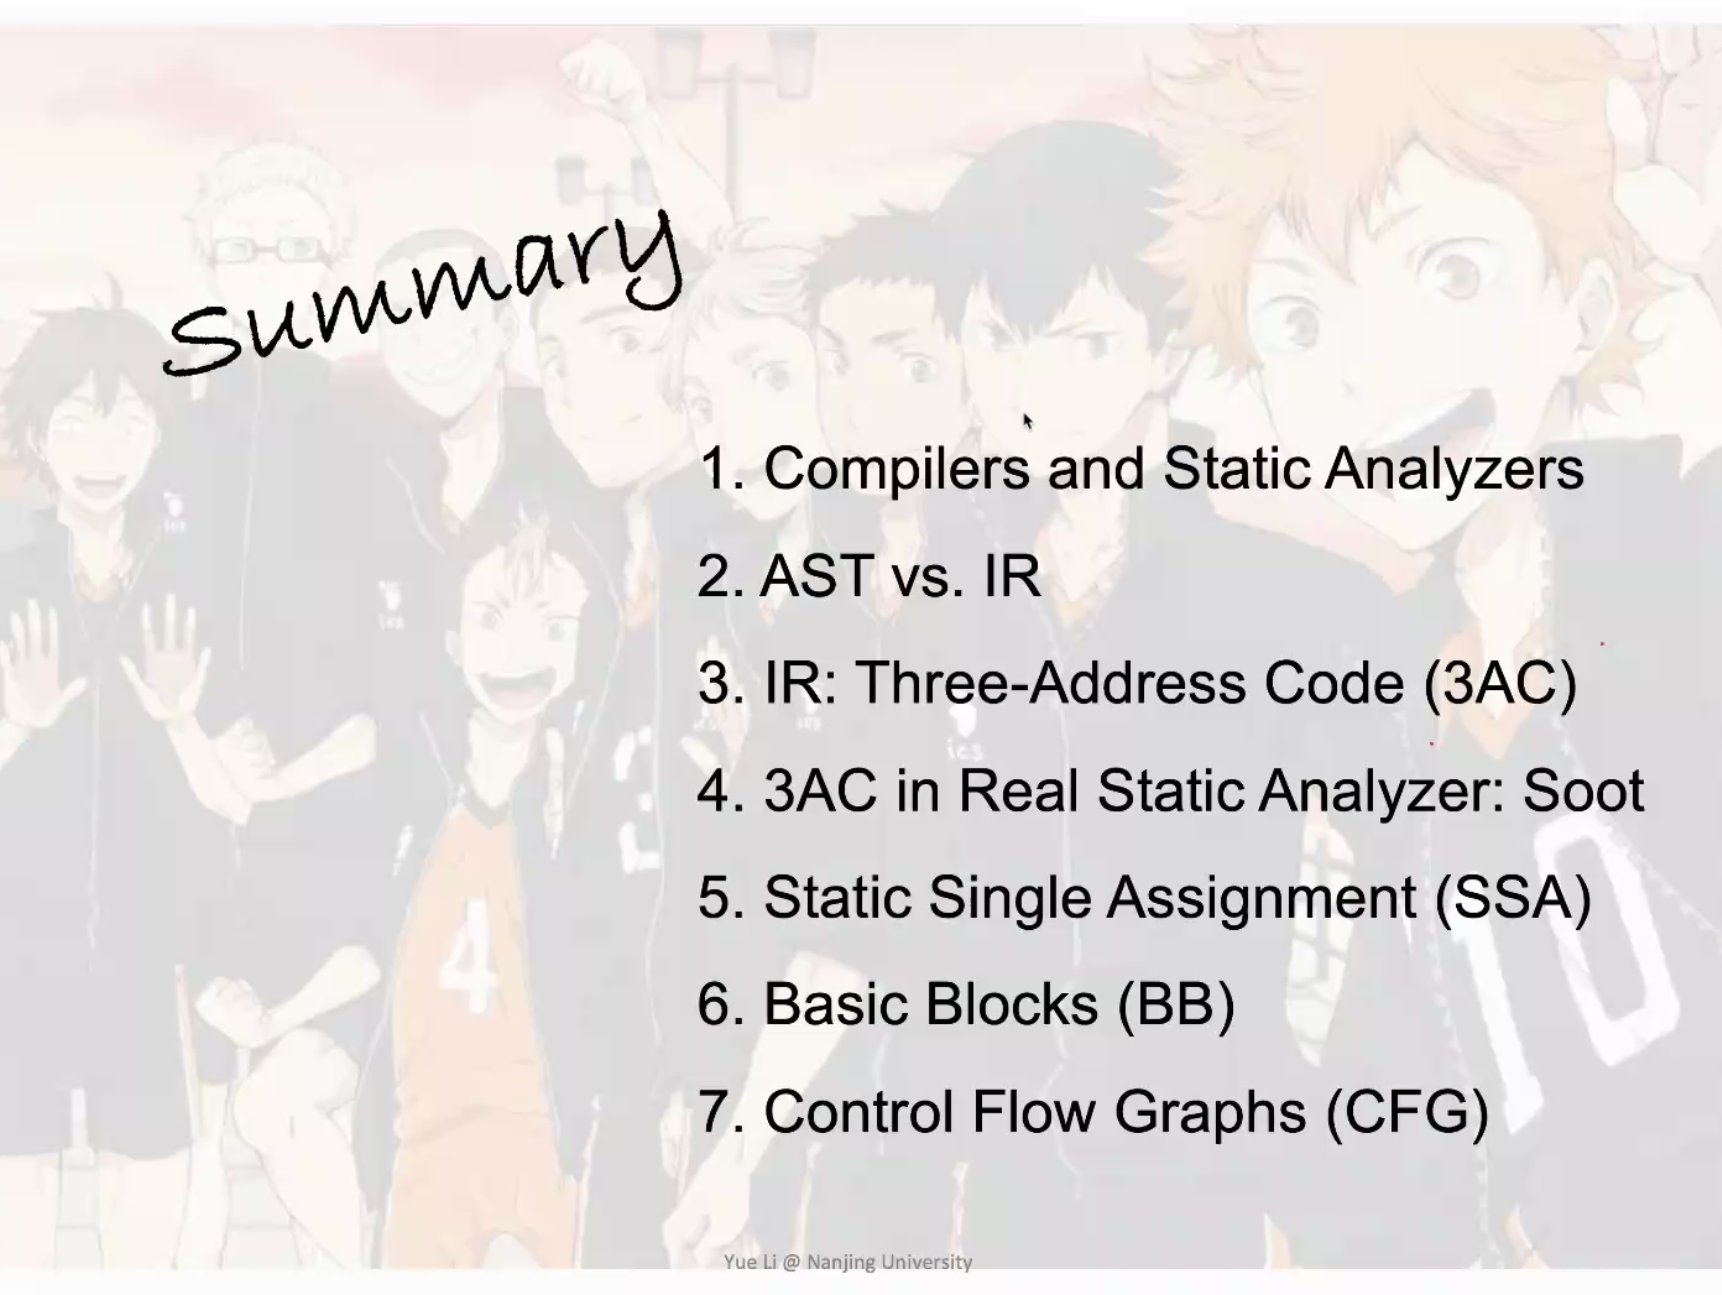 Summary
1. Compilers and Static Analyzers
2. AST vs. IR
3. IR: Three-Address Code (3AC)
4. 3AC in Real Static Analyzer: Soot
5. Static Single Assignment (SSA)
6. Basic Blocks (BB)
7. Control Flow Graphs (CFG)
4
10
Yue Li @ Nanjing University